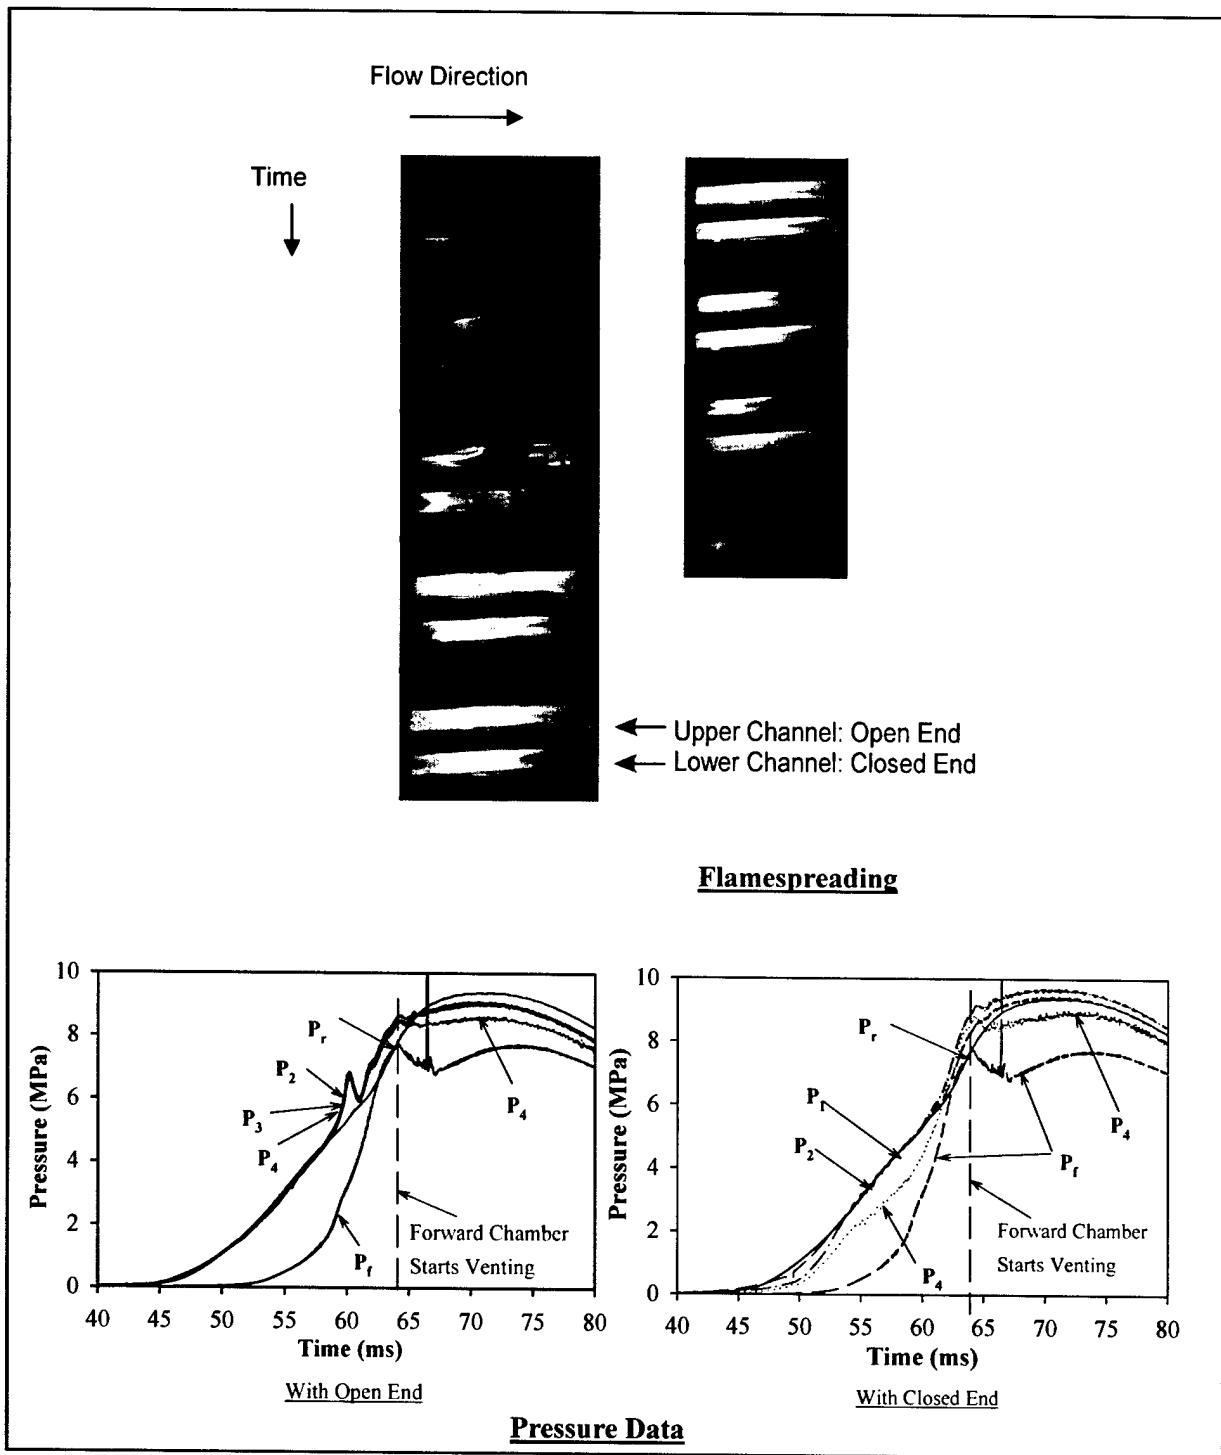 Flow Direction
Time
Upper Channel: Open End
Lower Channel: Closed End
Flamespreading
10
8
6
4
2
0
Pressure (MPa)
P_r
P_2
P_3
P_4
P_4
P_f
Forward Chamber
Starts Venting
40 45 50 55 60 65 70 75 80
Time (ms)
With Open End
10
8
6
4
2
0
Pressure (MPa)
P_r
P_2
P_4
P_4
P_f
Forward Chamber
Starts Venting
40 45 50 55 60 65 70 75 80
Time (ms)
With Closed End
Pressure Data